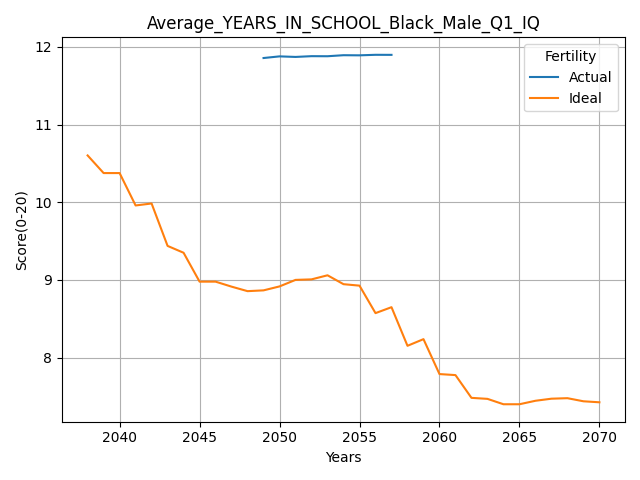 Average_YEARS_IN_SCHOOL_Black_Male_Q1_IQ
Fertility
Actual
Ideal
Score(0-20)
12
11
10
9
8
2040 2045 2050 2055 2060 2065 2070
Years